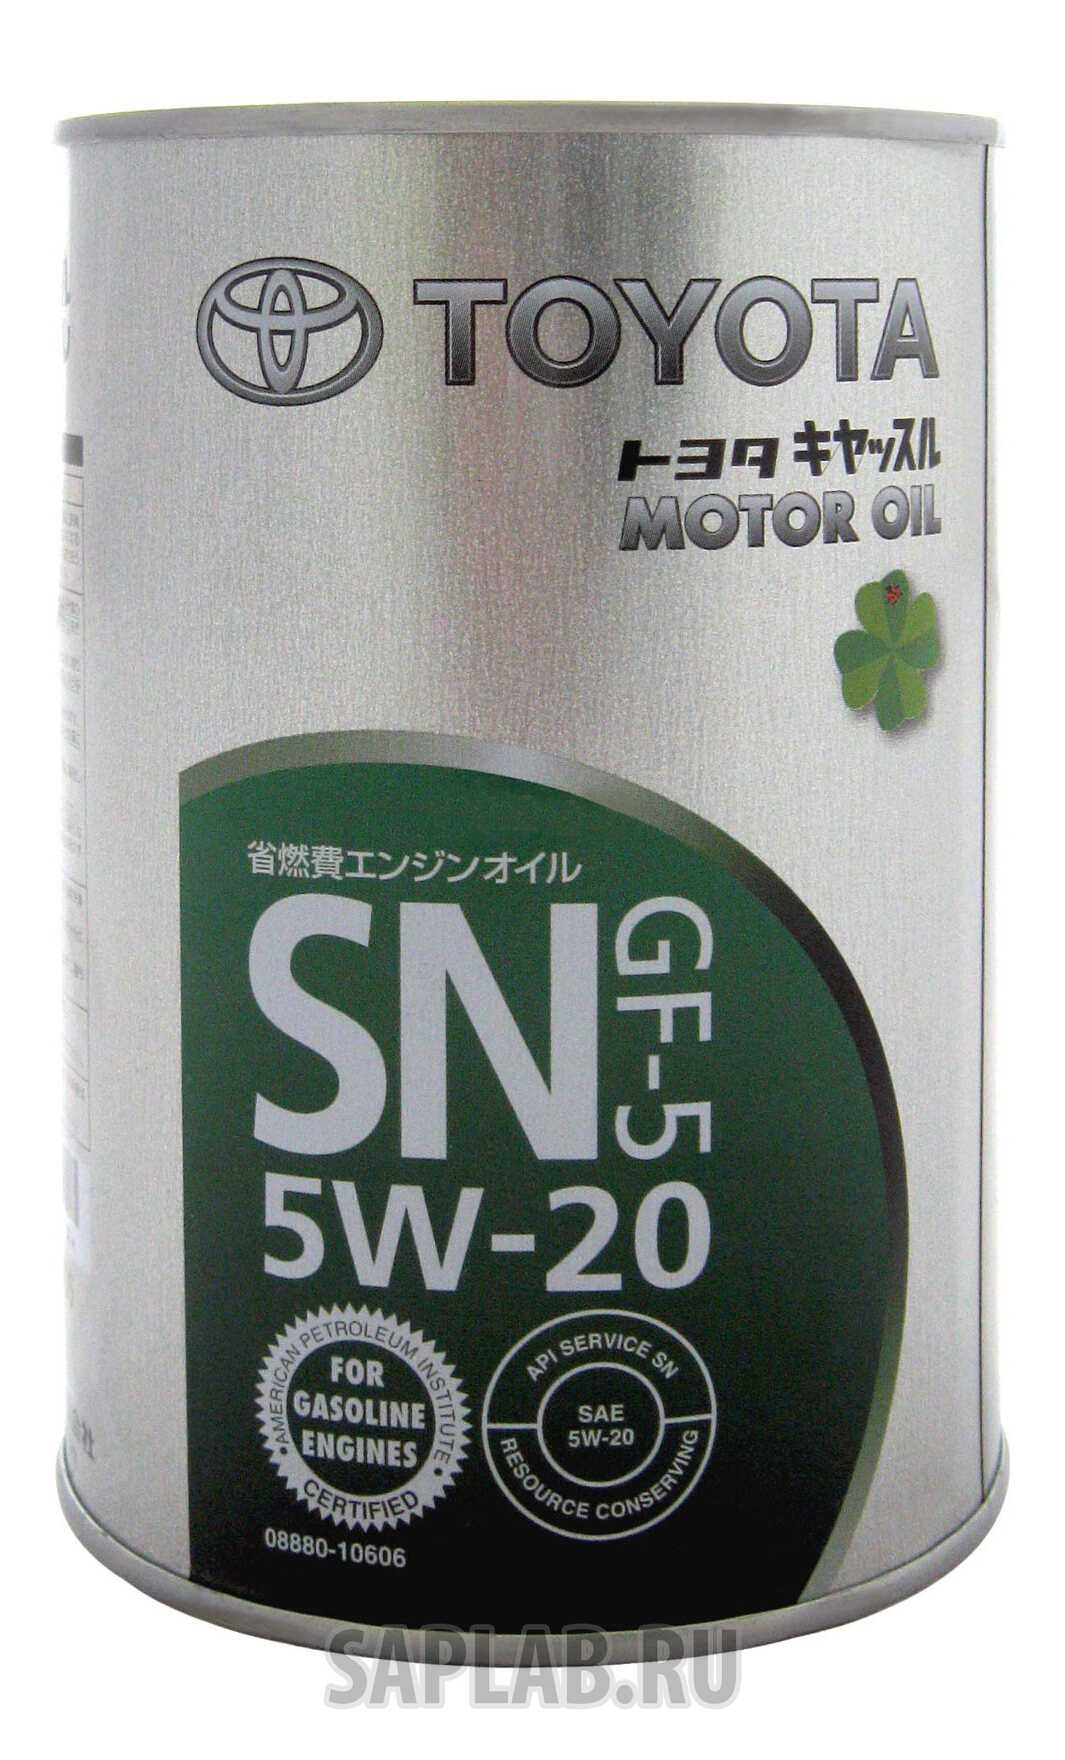 TOYOTA
トヨタ キヤッスル
MOTOR OIL
省燃費エンジンオイル
SN
GF-5
5W-20
AMERICAN PETROLEUM INSTITUTE
FOR
GASOLINE
ENGINES
CERTIFIED
API SERVICE SN
SAE
5W-20
RESOURCE CONSERVING
08880-10606
SAPLAB.RU